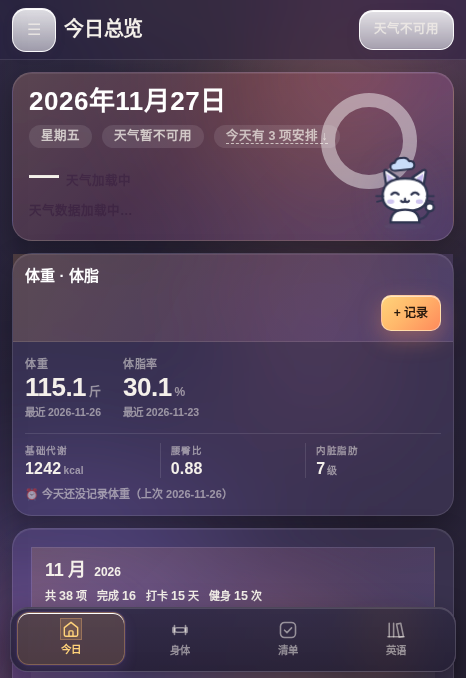 今日总览
天气不可用
2026年11月27日
星期五
天气暂不可用
今天有 3 项安排 ↓
天气加载中
天气数据加载中...
体重 · 体脂
+ 记录
体重
体脂率
115.1 斤
30.1 %
最近 2026-11-26
最近 2026-11-23
基础代谢
腰臀比
内脏脂肪
1242 kcal
0.88
7 级
今天还没记录体重（上次 2026-11-26）
11 月 2026
共 38 项 完成 16 打卡 15 天 健身 15 次
今日
身体
清单
英语